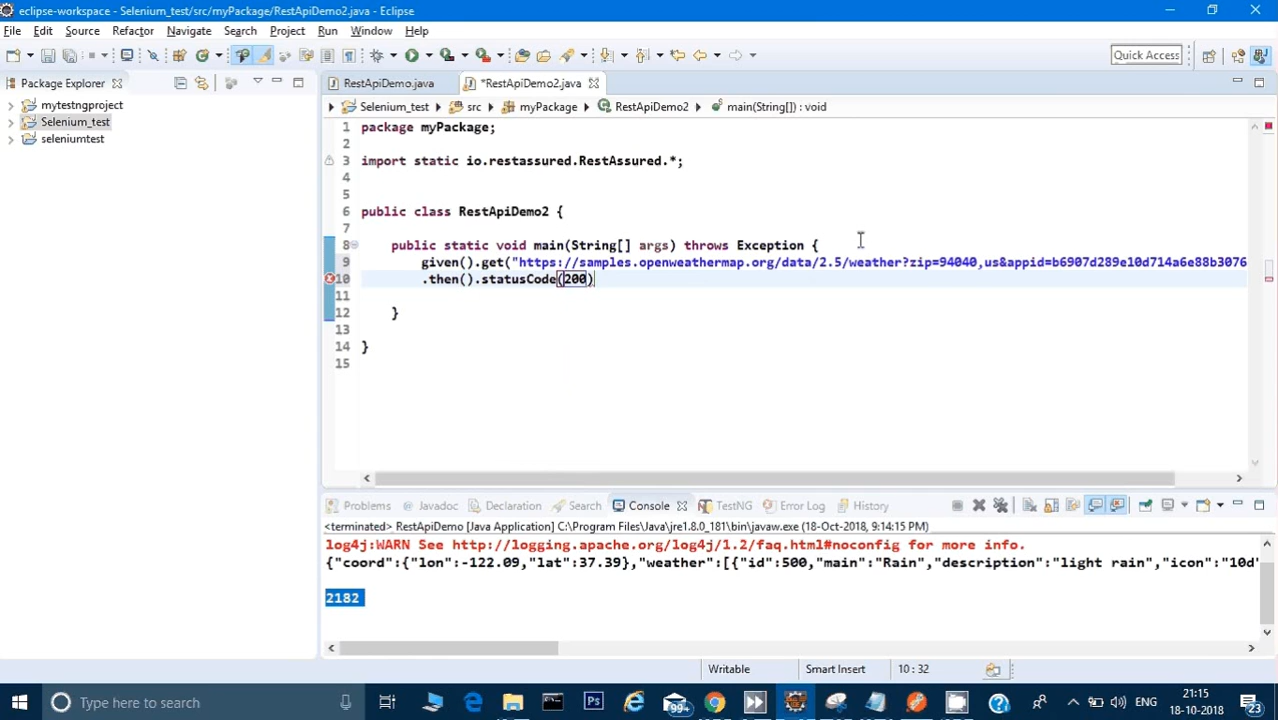 eclipse-workspace - Selenium_test/src/myPackage/RestApiDemo2.java - Eclipse
File Edit Source Refactor Navigate Search Project Run Window Help
Quick Access
Package Explorer
RestApiDemo.java
*RestApiDemo2.java
mytestngproject
Selenium_test
seleniumtest
Selenium_test src myPackage RestApiDemo2 main(String[]) : void
1 package myPackage;
2
3 import static io.restassured.RestAssured.*;
4
5
6 public class RestApiDemo2 {
7
8 public static void main(String[] args) throws Exception {
9 given().get("https://samples.openweathermap.org/data/2.5/weather?zip=94040,us&appid=b6907d289e10d714a6e88b3076
10 .then().statusCode(200)
11
12 }
13
14 }
15
Problems @ Javadoc Declaration Search Console TestNG Error Log History
<terminated> RestApiDemo [Java Application] C:\Program Files\Java\jre1.8.0_181\bin\javaw.exe (18-Oct-2018, 9:14:15 PM)
log4j:WARN See http://logging.apache.org/log4j/1.2/faq.html#noconfig for more info.
{"coord":{"lon":-122.09,"lat":37.39},"weather":[{"id":500,"main":"Rain","description":"light rain","icon":"10d"
2182
Writable Smart Insert 10 : 32
Type here to search
Ps
99+
ENG
21:15
18-10-2018
23